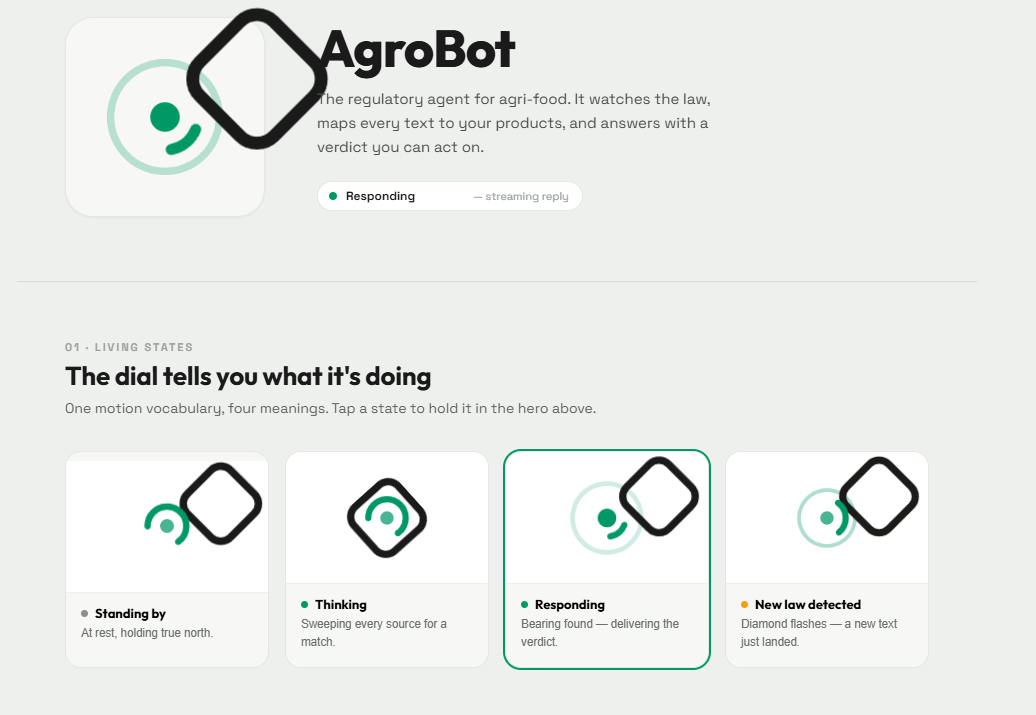 AgroBot
The regulatory agent for agri-food. It watches the law,
maps every text to your products, and answers with a
verdict you can act on.
Responding — streaming reply
01 · LIVING STATES
The dial tells you what it's doing
One motion vocabulary, four meanings. Tap a state to hold it in the hero above.
Standing by
At rest, holding true north.
Thinking
Sweeping every source for a
match.
Responding
Bearing found — delivering the
verdict.
New law detected
Diamond flashes — a new text
just landed.